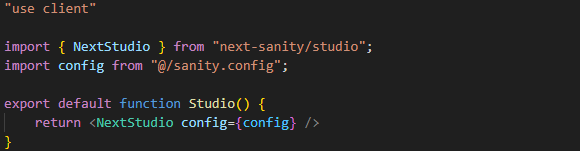 "use client"
import { NextStudio } from "next-sanity/studio";
import config from "@/sanity.config";
export default function Studio() {
return <NextStudio config={config} />
}